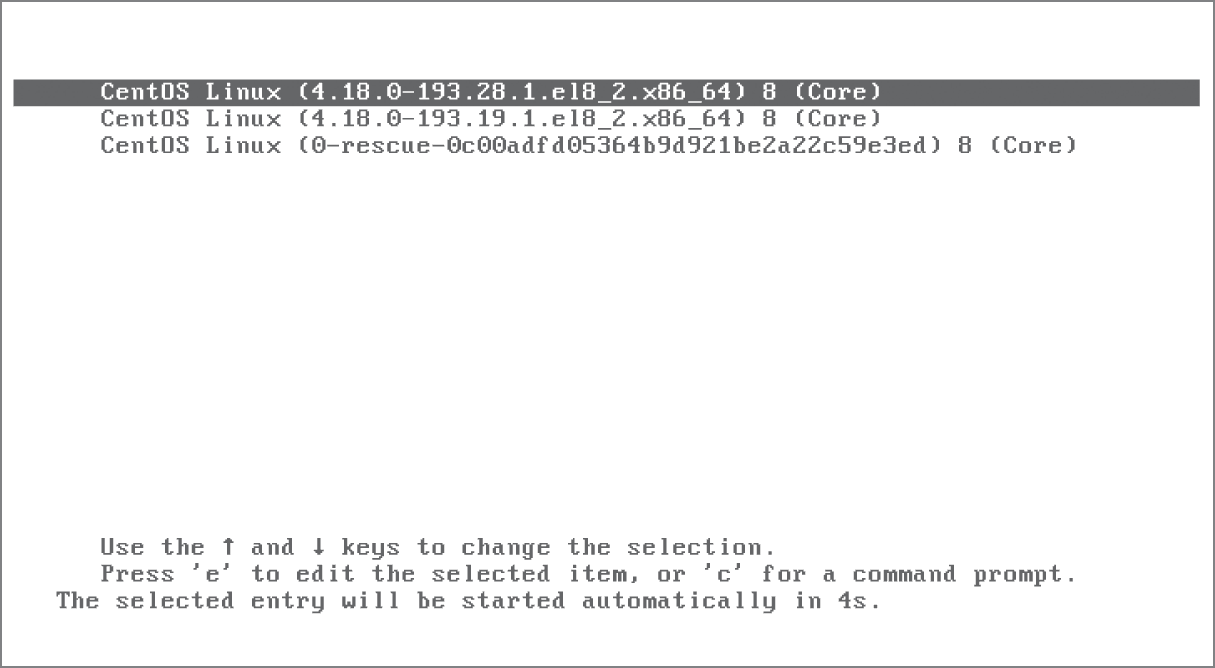 CentOS Linux (4.18.0-193.28.1.el8_2.x86_64) 8 (Core)
CentOS Linux (4.18.0-193.19.1.el8_2.x86_64) 8 (Core)
CentOS Linux (0-rescue-0c00adfd05364b9d921be2a22c59e3ed) 8 (Core)
Use the ↑ and ↓ keys to change the selection.
Press 'e' to edit the selected item, or 'c' for a command prompt.
The selected entry will be started automatically in 4s.